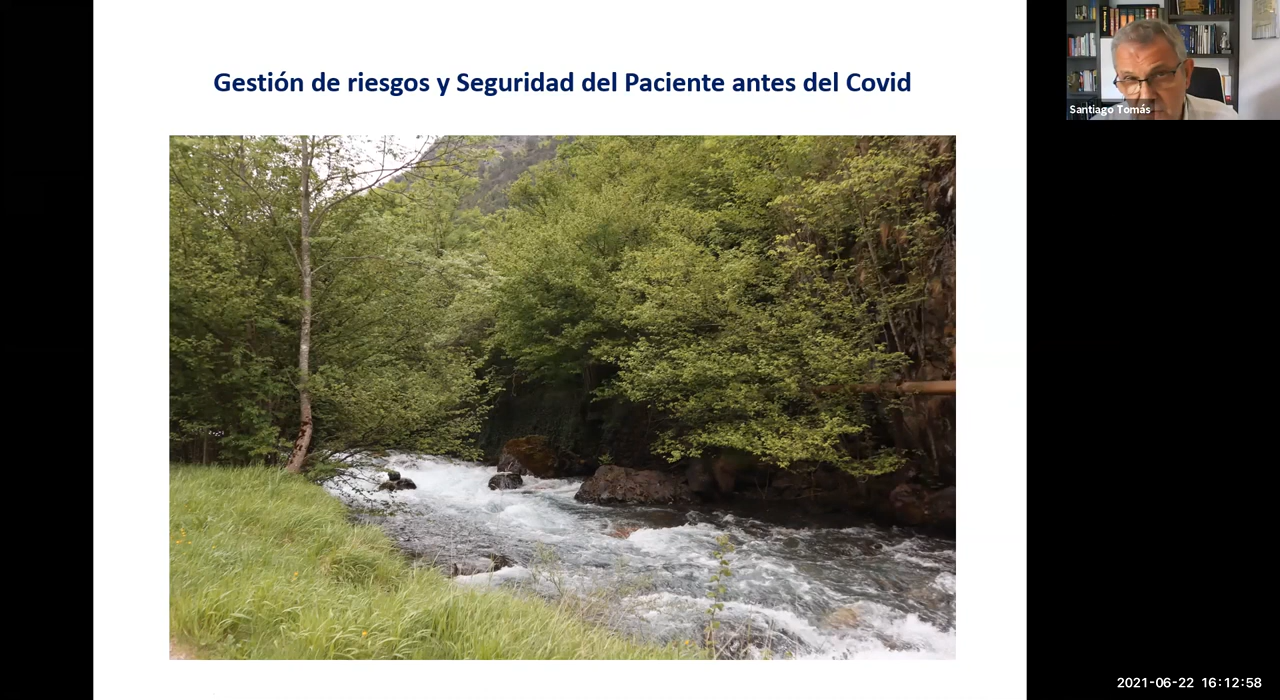 Gestión de riesgos y Seguridad del Paciente antes del Covid
Santiago Tomás
2021-06-22 16:12:58